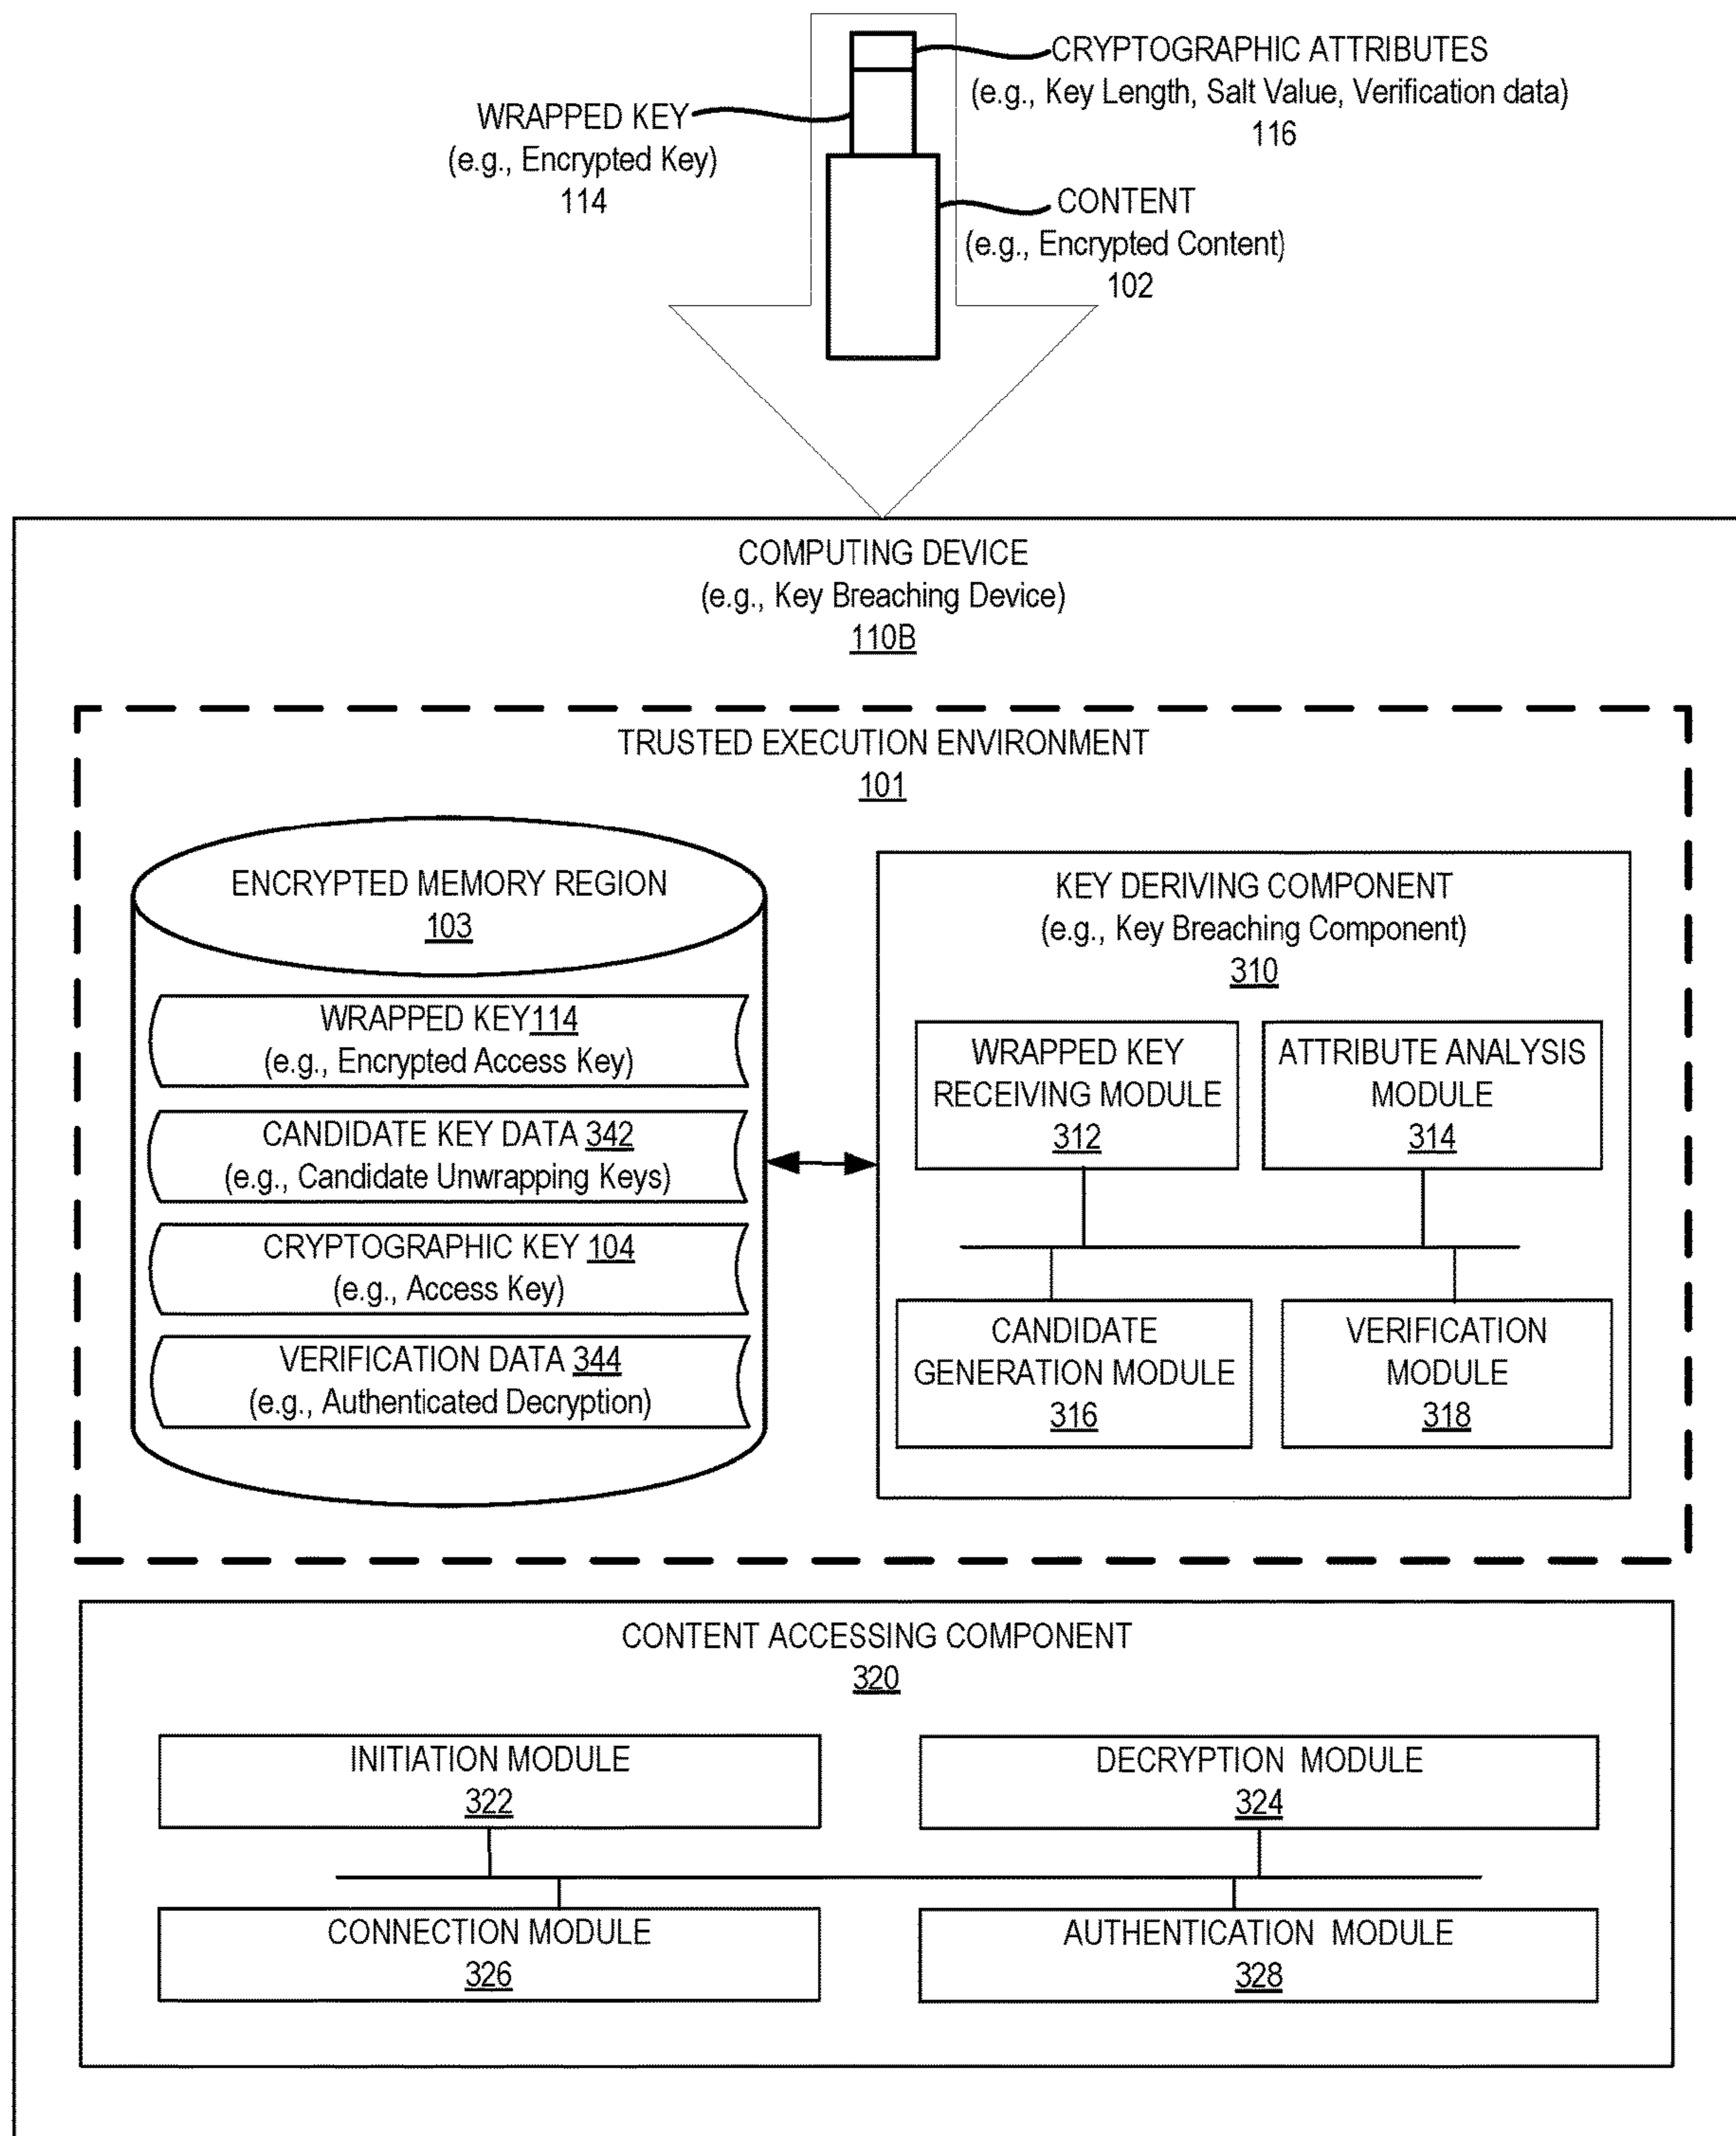 CRYPTOGRAPHIC ATTRIBUTES
(e.g., Key Length, Salt Value, Verification data)
116
WRAPPED KEY
(e.g., Encrypted Key)
114
CONTENT
(e.g., Encrypted Content)
102
COMPUTING DEVICE
(e.g., Key Breaching Device)
110B
TRUSTED EXECUTION ENVIRONMENT
101
ENCRYPTED MEMORY REGION
103
WRAPPED KEY114
(e.g., Encrypted Access Key)
CANDIDATE KEY DATA 342
(e.g., Candidate Unwrapping Keys)
CRYPTOGRAPHIC KEY 104
(e.g., Access Key)
VERIFICATION DATA 344
(e.g., Authenticated Decryption)
KEY DERIVING COMPONENT
(e.g., Key Breaching Component)
310
WRAPPED KEY
RECEIVING MODULE
312
ATTRIBUTE ANALYSIS
MODULE
314
CANDIDATE
GENERATION MODULE
316
VERIFICATION
MODULE
318
CONTENT ACCESSING COMPONENT
320
INITIATION MODULE
322
DECRYPTION MODULE
324
CONNECTION MODULE
326
AUTHENTICATION MODULE
328